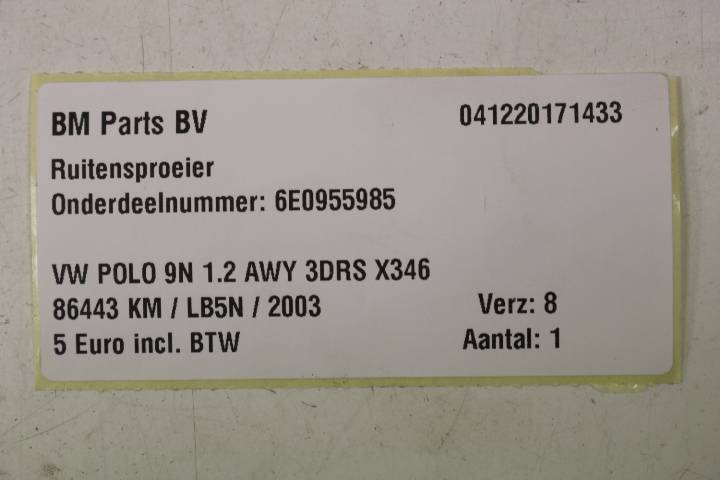 BM Parts BV 041220171433
Ruitensproeier
Onderdeelnummer: 6E0955985
VW POLO 9N 1.2 AWY 3DRS X346
86443 KM / LB5N / 2003 Verz: 8
5 Euro incl. BTW Aantal: 1